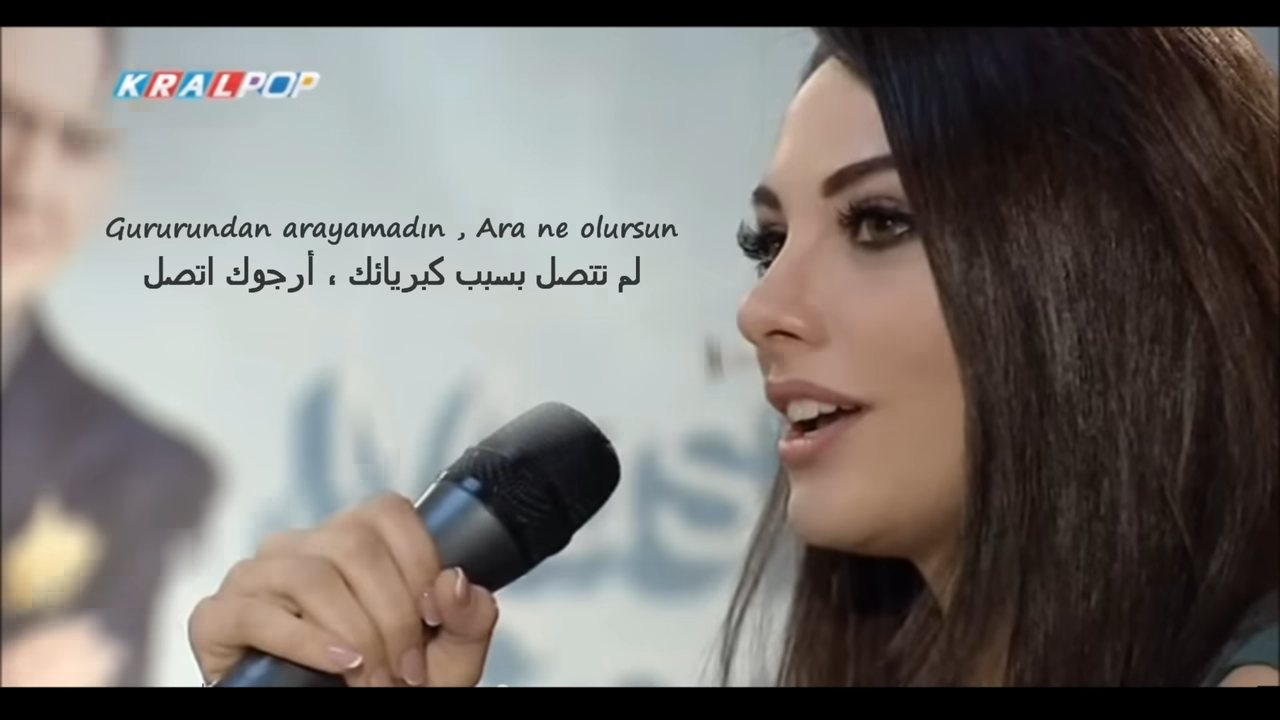 KRALPOP
Gururundan arayamadın , Ara ne olursun
لم تتصل بسبب كبريائك ، أرجوك اتصل